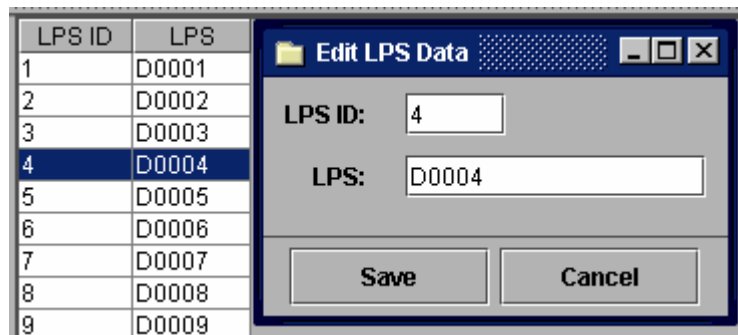 LPS ID LPS
1 D0001
2 D0002
3 D0003
4 D0004
5 D0005
6 D0006
7 D0007
8 D0008
9 D0009
Edit LPS Data
LPS ID: 4
LPS: D0004
Save Cancel